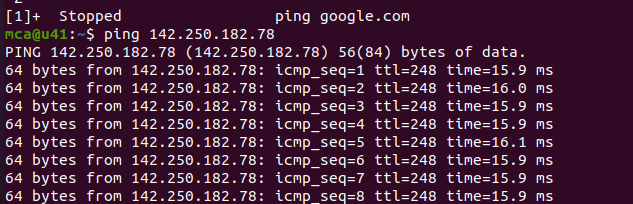 [1]+  Stopped                 ping google.com
mca@u41:~$ ping 142.250.182.78
PING 142.250.182.78 (142.250.182.78) 56(84) bytes of data.
64 bytes from 142.250.182.78: icmp_seq=1 ttl=248 time=15.9 ms
64 bytes from 142.250.182.78: icmp_seq=2 ttl=248 time=16.0 ms
64 bytes from 142.250.182.78: icmp_seq=3 ttl=248 time=15.9 ms
64 bytes from 142.250.182.78: icmp_seq=4 ttl=248 time=15.9 ms
64 bytes from 142.250.182.78: icmp_seq=5 ttl=248 time=16.1 ms
64 bytes from 142.250.182.78: icmp_seq=6 ttl=248 time=15.9 ms
64 bytes from 142.250.182.78: icmp_seq=7 ttl=248 time=15.9 ms
64 bytes from 142.250.182.78: icmp_seq=8 ttl=248 time=15.9 ms